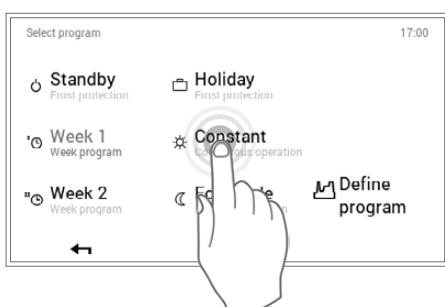 Select program
17:00
Standby
Frost protection
Holiday
Frost protection
Week 1
Week program
Constant
operation
Week 2
Week program
Define
program